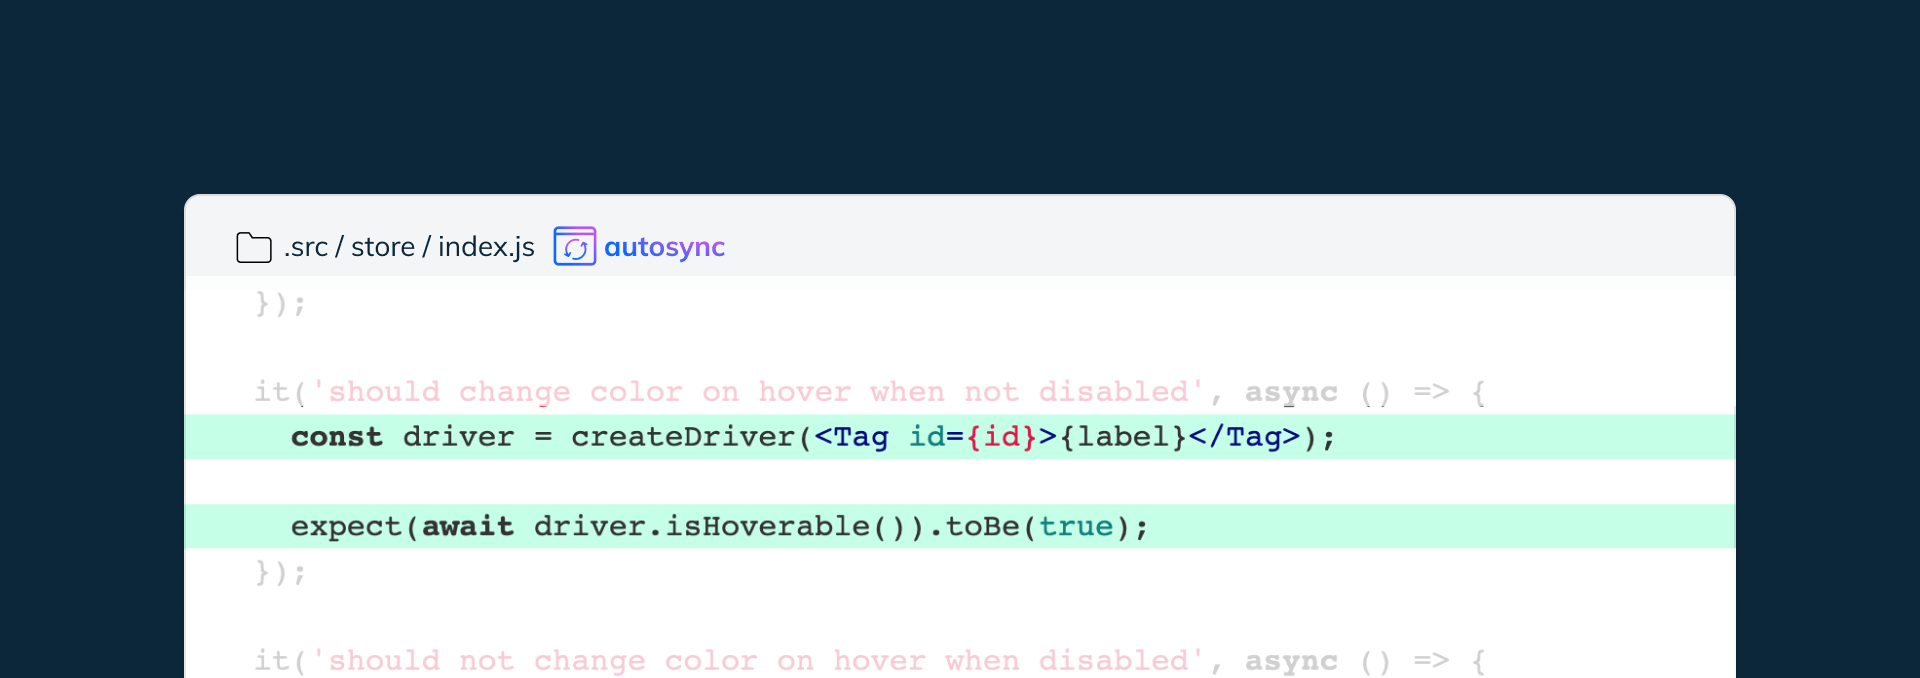 .src / store / index.js autosync
});
it('should change color on hover when not disabled', async () => {
const driver = createDriver(<Tag id={id}>{label}</Tag>);
expect(await driver.isHoverable()).toBe(true);
});
it('should not change color on hover when disabled', async () => {